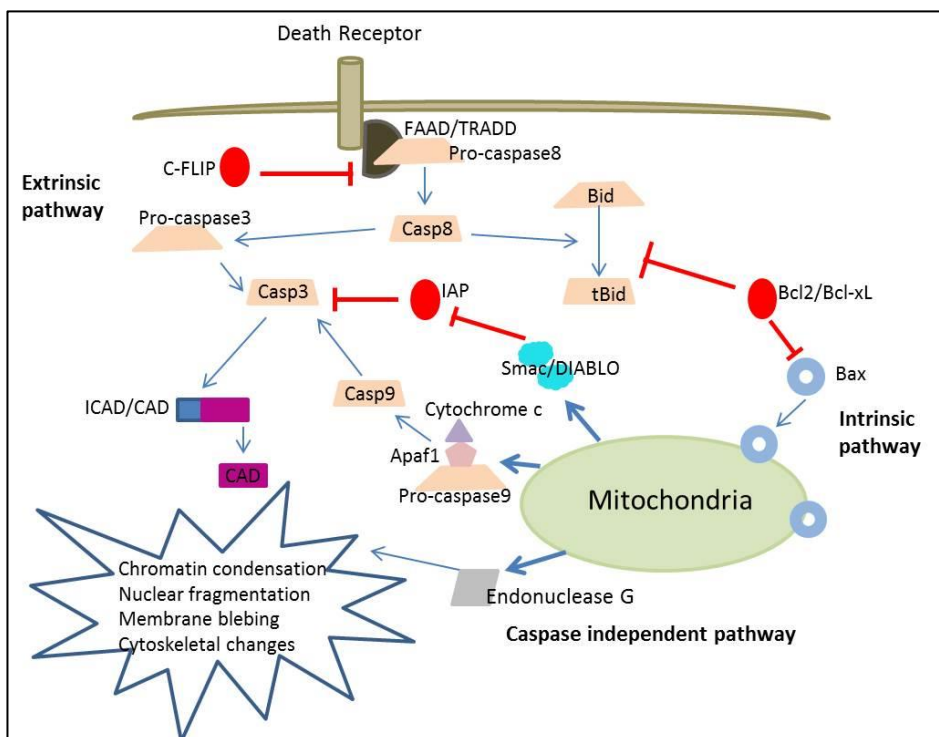 Death Receptor
FAAD/TRADD
Pro-caspase8
C-FLIP
Extrinsic
pathway
Bid
Pro-caspase3
Casp8
Casp3
IAP
tBid
Bcl2/Bcl-xL
Smac/DIABLO
Bax
Casp9
Cytochrome c
ICAD/CAD
Intrinsic
pathway
Apaf1
CAD
Pro-caspase9
Mitochondria
Chromatin condensation
Nuclear fragmentation
Membrane blebing
Cytoskeletal changes
Endonuclease G
Caspase independent pathway